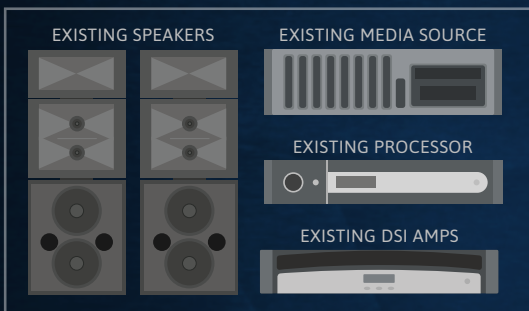 EXISTING SPEAKERS
EXISTING MEDIA SOURCE
EXISTING PROCESSOR
EXISTING DSI AMPS